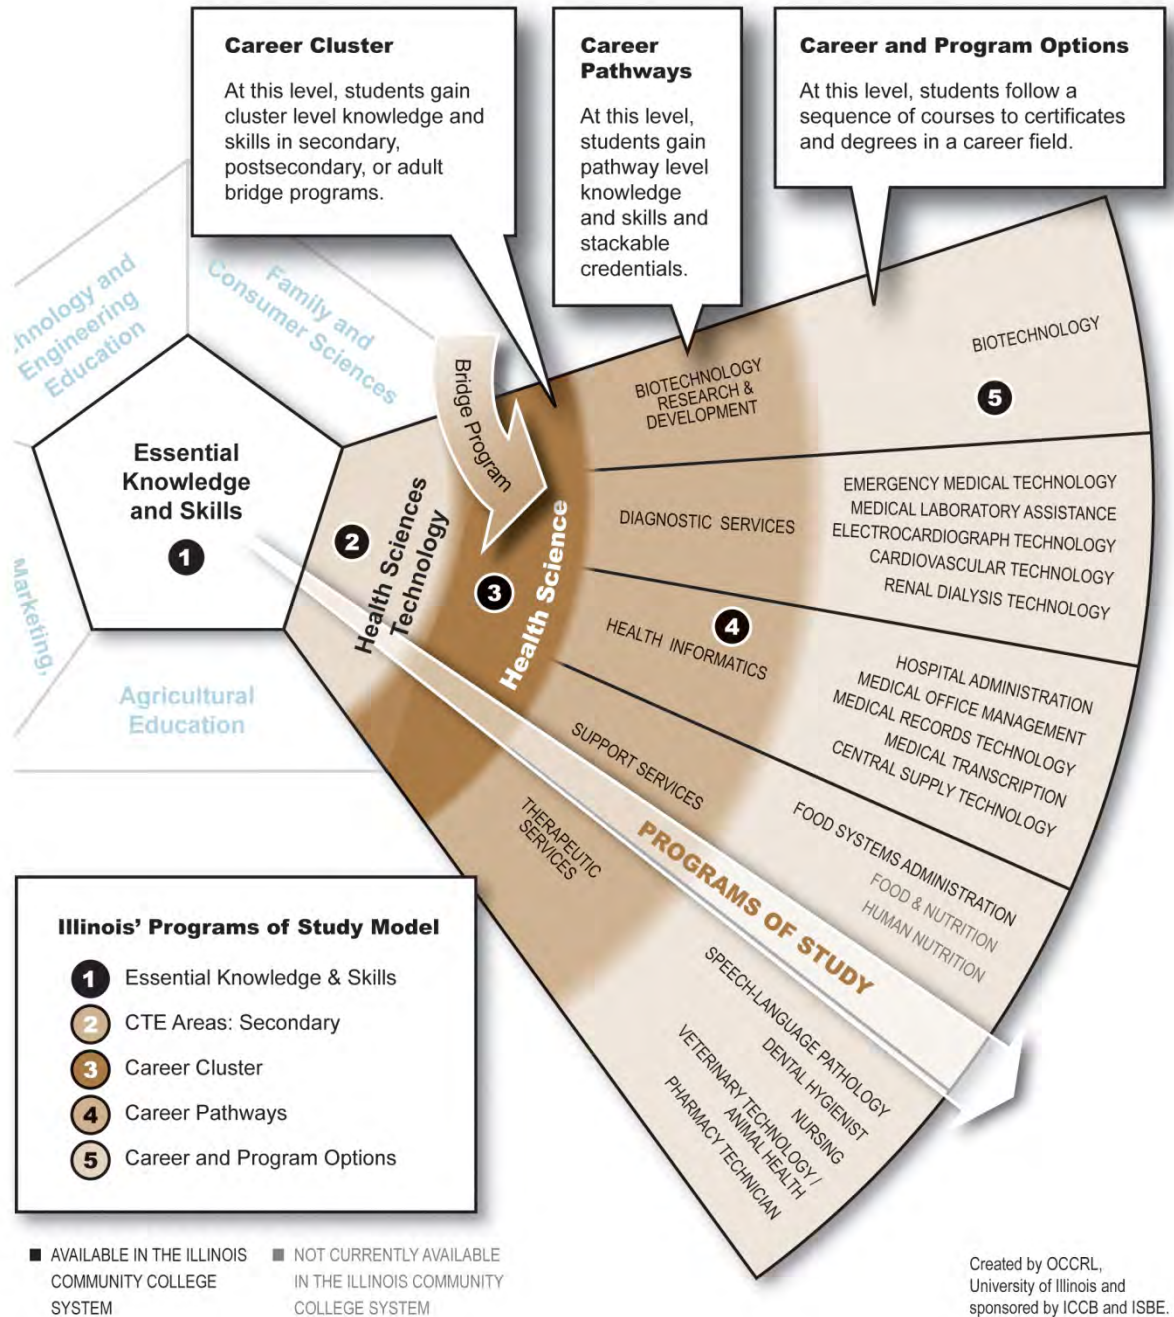 Career Cluster
At this level, students gain
cluster level knowledge and
skills in secondary,
postsecondary, or adult
bridge programs.
Career
Pathways
At this level,
students gain
pathway level
knowledge
and skills and
stackable
credentials.
Career and Program Options
At this level, students follow a
sequence of courses to certificates
and degrees in a career field.
hnology and
Engineering
Education
Family and
Consumer Sciences
Marketing,
Agricultural
Education
Essential
Knowledge
and Skills
1
2
Health Sciences
Technology
Bridge Program
3
Health Science
BIOTECHNOLOGY
RESEARCH &
DEVELOPMENT
DIAGNOSTIC SERVICES
HEALTH INFORMATICS
4
SUPPORT SERVICES
THERAPEUTIC
SERVICES
BIOTECHNOLOGY
5
EMERGENCY MEDICAL TECHNOLOGY
MEDICAL LABORATORY ASSISTANCE
ELECTROCARDIOGRAPH TECHNOLOGY
CARDIOVASCULAR TECHNOLOGY
RENAL DIALYSIS TECHNOLOGY
HOSPITAL ADMINISTRATION
MEDICAL OFFICE MANAGEMENT
MEDICAL RECORDS TECHNOLOGY
MEDICAL TRANSCRIPTION
CENTRAL SUPPLY TECHNOLOGY
FOOD SYSTEMS ADMINISTRATION
FOOD & NUTRITION
HUMAN NUTRITION
PROGRAMS OF STUDY
SPEECH-LANGUAGE PATHOLOGY
DENTAL HYGIENIST
NURSING
VETERINARY TECHNOLOGY /
ANIMAL HEALTH
PHARMACY TECHNICIAN
Illinois' Programs of Study Model
1 Essential Knowledge & Skills
2 CTE Areas: Secondary
3 Career Cluster
4 Career Pathways
5 Career and Program Options
AVAILABLE IN THE ILLINOIS
COMMUNITY COLLEGE
SYSTEM
NOT CURRENTLY AVAILABLE
IN THE ILLINOIS COMMUNITY
COLLEGE SYSTEM
Created by OCCRL,
University of Illinois and
sponsored by ICCB and ISBE.